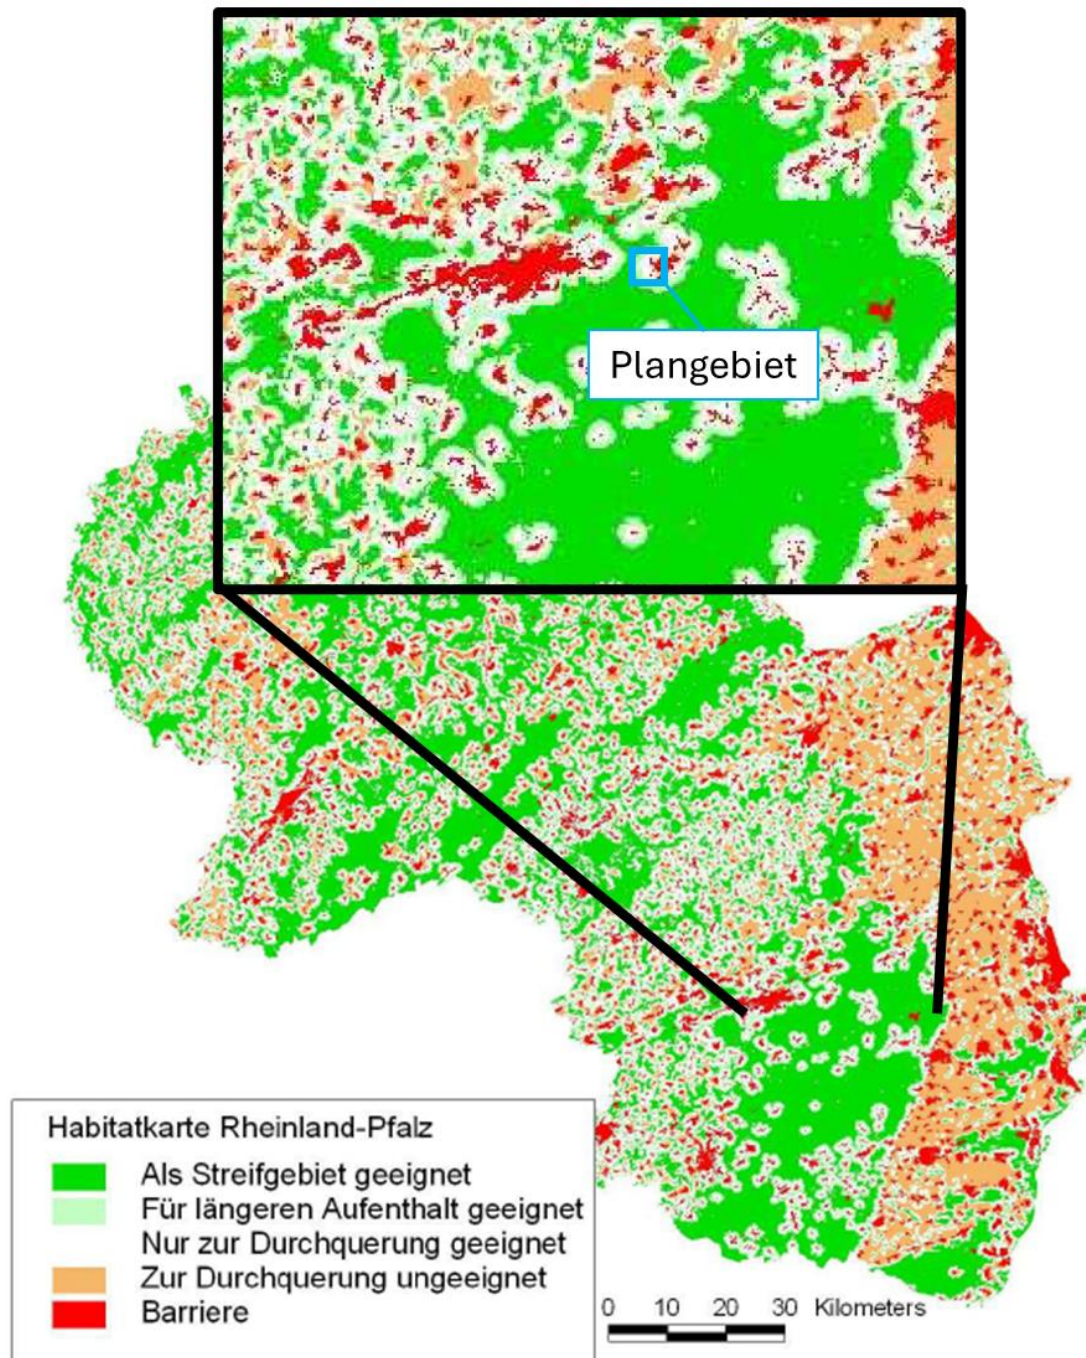 Plangebiet
Habitatkarte Rheinland-Pfalz
Als Streifgebiet geeignet
Für längeren Aufenthalt geeignet
Nur zur Durchquerung geeignet
Zur Durchquerung ungeeignet
Barriere
0 10 20 30 Kilometers